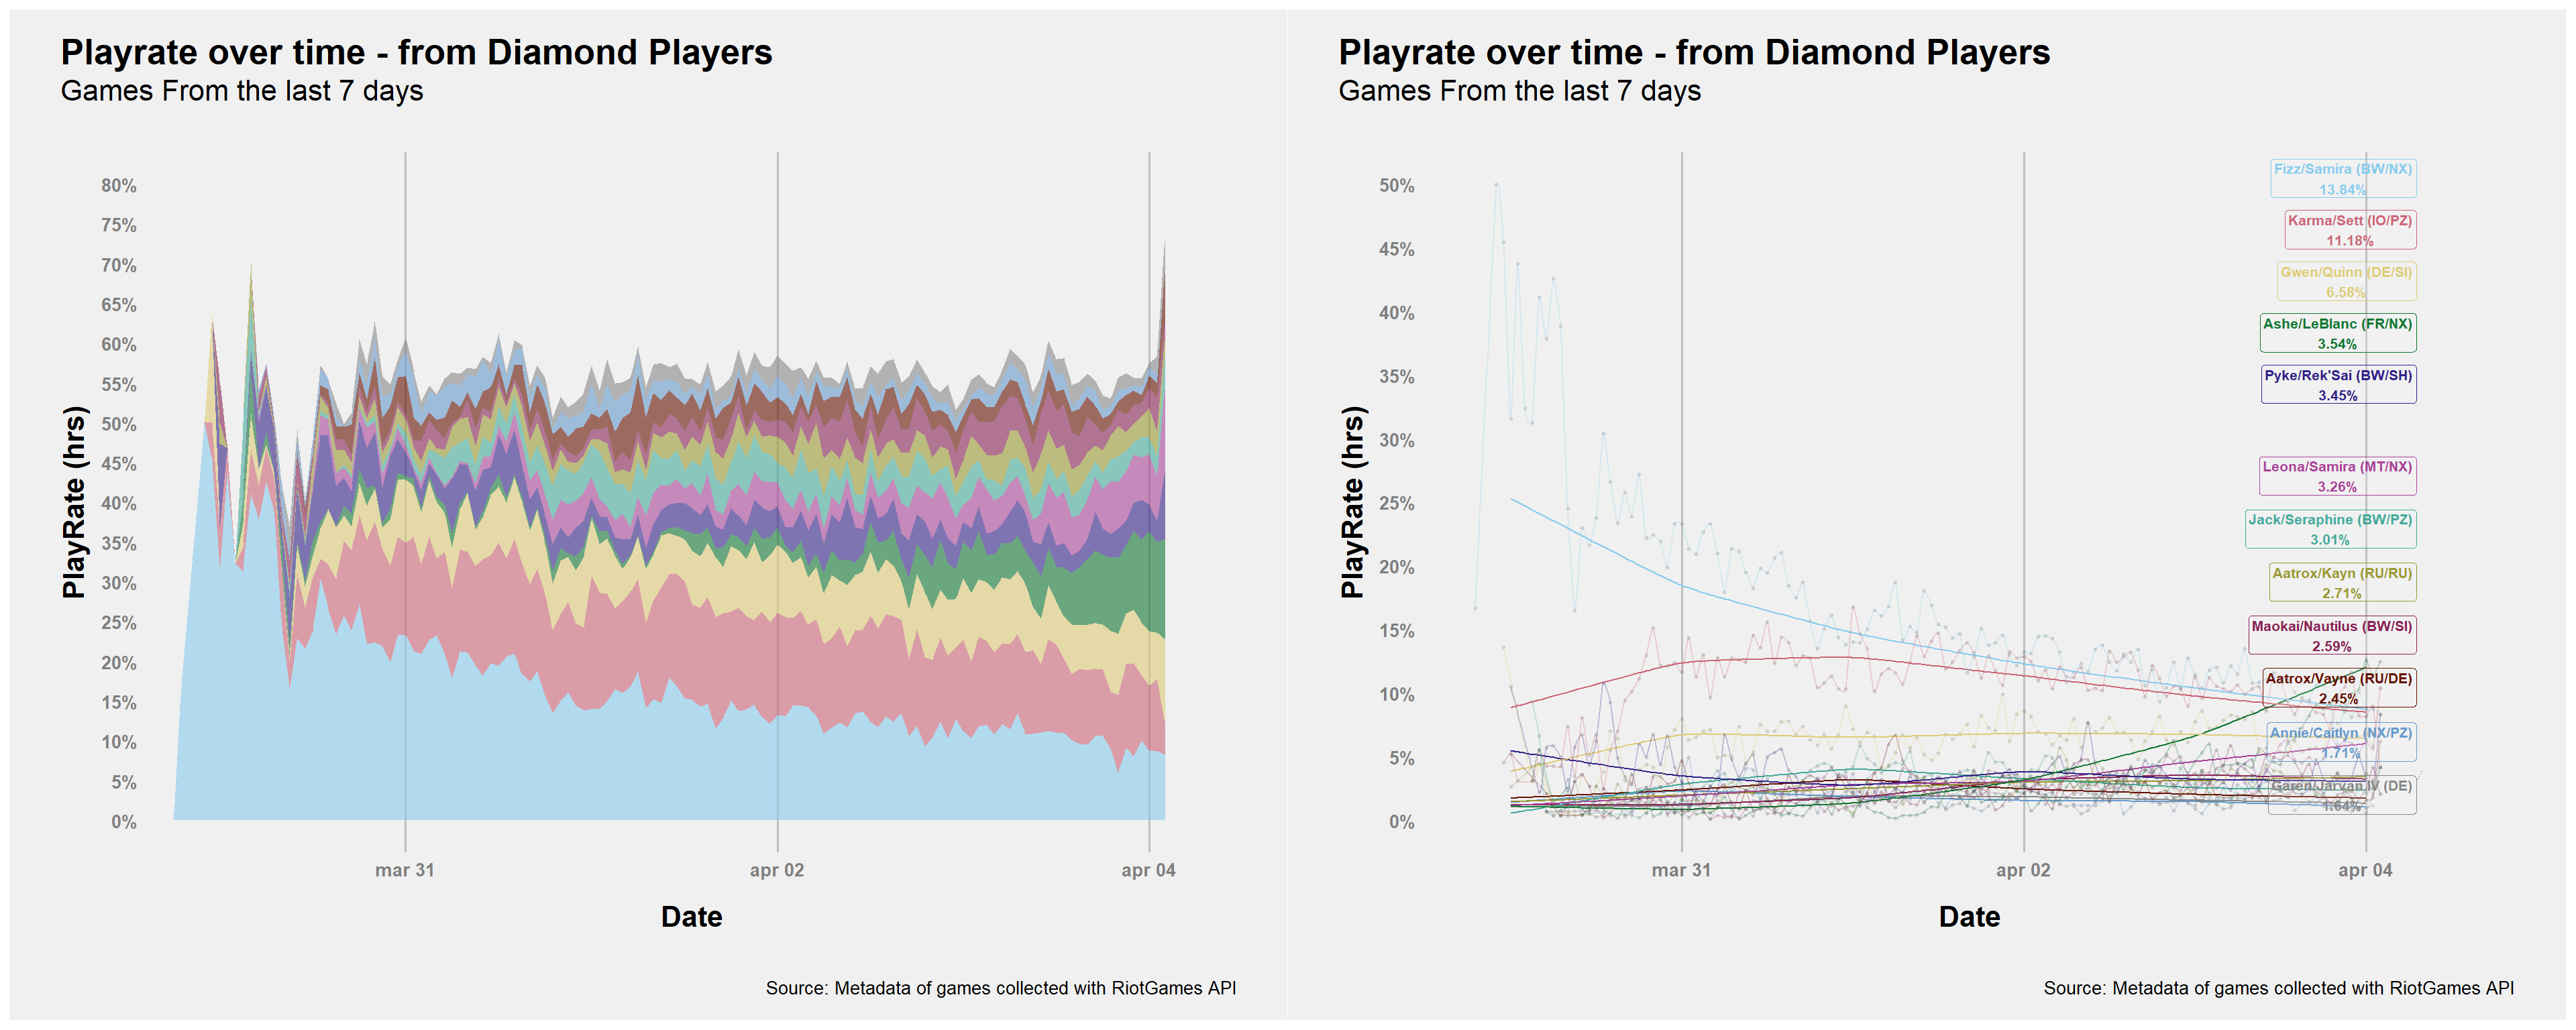 Playrate over time - from Diamond Players
Games From the last 7 days
80%
75%
70%
65%
60%
55%
50%
45%
40%
35%
30%
25%
20%
15%
10%
5%
0%
PlayRate (hrs)
mar 31
apr 02
apr 04
Date
Source: Metadata of games collected with RiotGames API
Playrate over time - from Diamond Players
Games From the last 7 days
50%
45%
40%
35%
30%
25%
20%
15%
10%
5%
0%
PlayRate (hrs)
Fizz/Samira (BW/NX)
13.84%
Karma/Sett (IO/PZ)
11.18%
Gwen/Quinn (DE/SI)
6.58%
Ashe/LeBlanc (FR/NX)
3.54%
Pyke/Rek'Sai (BW/SH)
3.45%
Leona/Samira (MT/NX)
3.26%
Jack/Seraphine (BW/PZ)
3.01%
Aatrox/Kayn (RU/RU)
2.71%
Maokai/Nautilus (BW/SI)
2.59%
Aatrox/Vayne (RU/DE)
2.45%
Annie/Caitlyn (NX/PZ)
1.71%
Garen/Jarvan IV (DE)
1.64%
mar 31
apr 02
apr 04
Date
Source: Metadata of games collected with RiotGames API